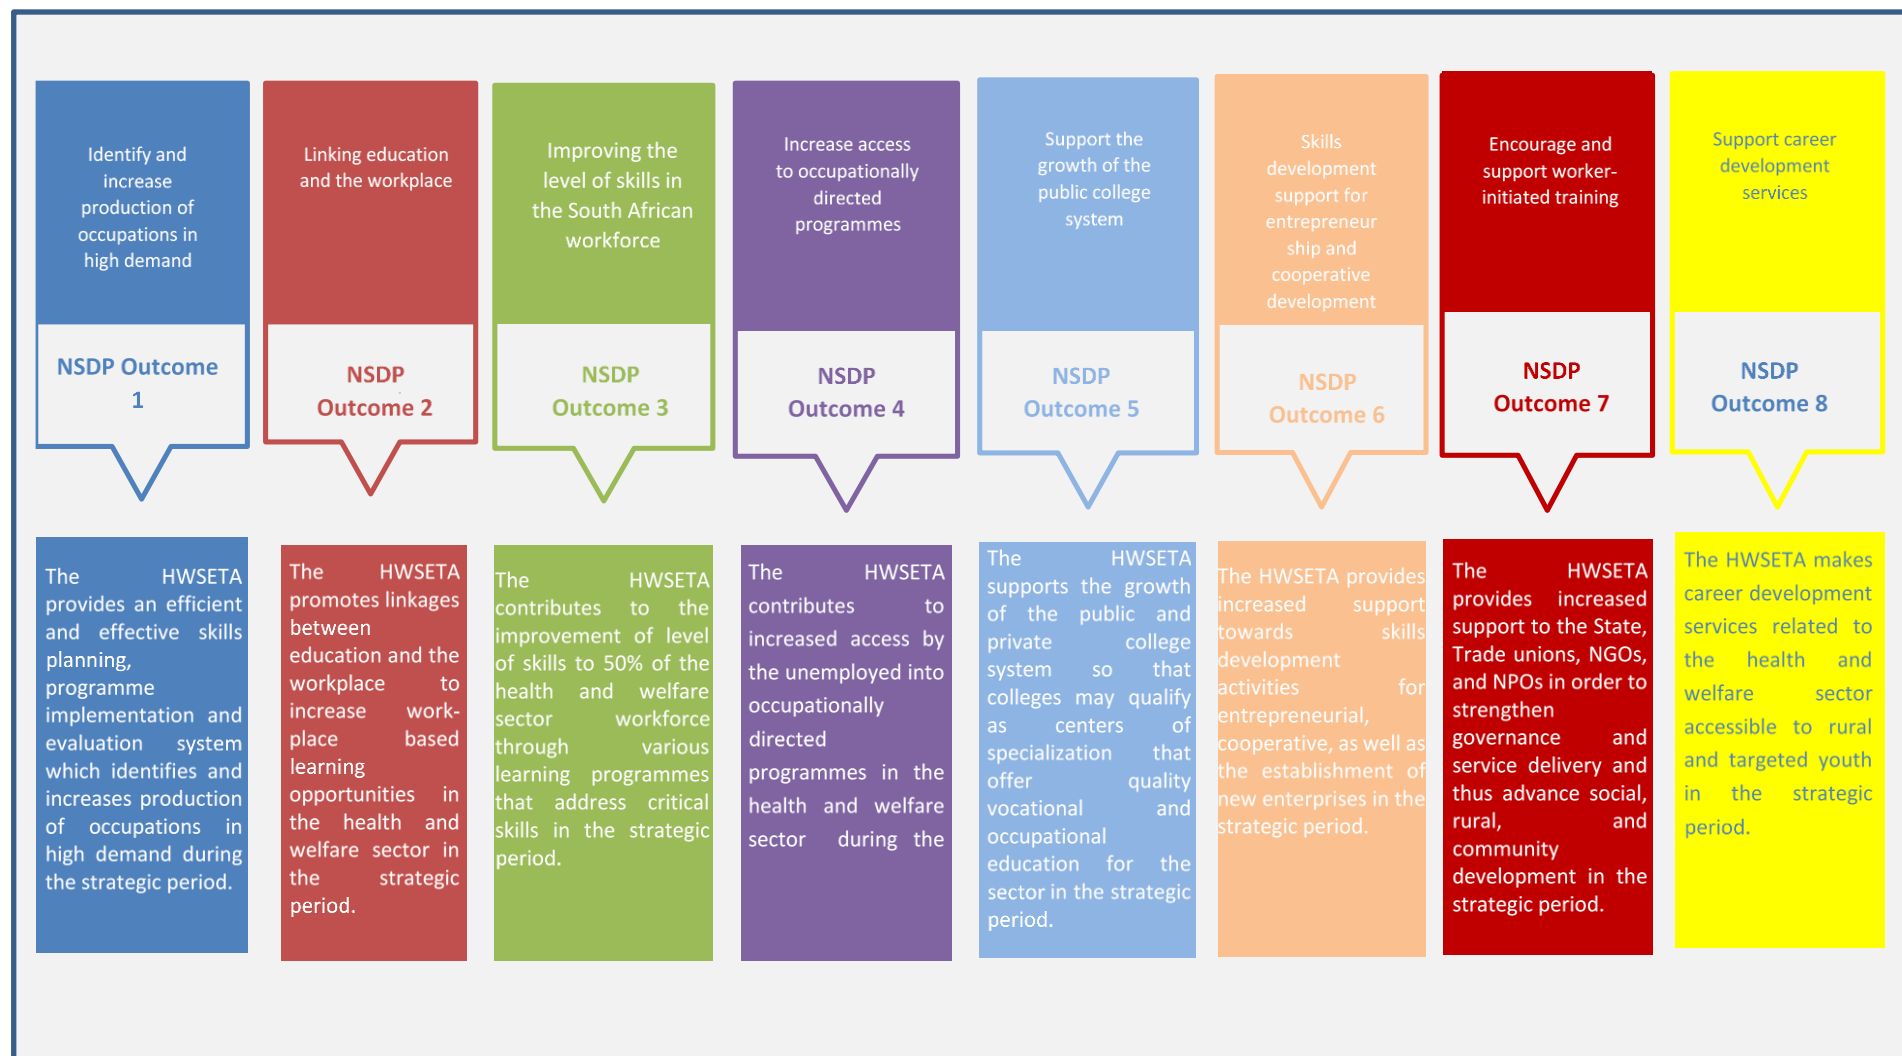 Identify and
increase
production of
occupations in
high demand
NSDP Outcome
1
The HWSETA
provides an efficient
and effective skills
planning,
programme
implementation and
evaluation system
which identifies and
increases production
of occupations in
high demand during
the strategic period.
Linking education
and the workplace
NSDP
Outcome 2
The HWSETA
promotes linkages
between
education and the
workplace to
increase work-
place based
learning
opportunities in
the health and
welfare sector in
the strategic
period.
Improving the
level of skills in
the South African
workforce
NSDP
Outcome 3
The HWSETA
contributes to the
improvement of level
of skills to 50% of the
health and welfare
sector workforce
through various
learning programmes
that address critical
skills in the strategic
period.
Increase access
to occupationally
directed
programmes
NSDP
Outcome 4
The HWSETA
contributes to
increased access by
the unemployed into
occupationally
directed
programmes in the
health and welfare
sector during the
Support the
growth of the
public college
system
NSDP
Outcome 5
The HWSETA
supports the growth
of the public and
private college
system so that
colleges may qualify
as centers of
specialization that
offer quality
vocational and
occupational
education for the
sector in the strategic
period.
Skills
development
support for
entrepreneur
ship and
cooperative
development
NSDP
Outcome 6
The HWSETA provides
increased support
towards skills
development
activities for
entrepreneurial,
cooperative, as well as
the establishment of
new enterprises in the
strategic period.
Encourage and
support worker-
initiated training
NSDP
Outcome 7
The HWSETA
provides increased
support to the State,
Trade unions, NGOs,
and NPOs in order to
strengthen
governance and
service delivery and
thus advance social,
rural, and
community
development in the
strategic period.
Support career
development
services
NSDP
Outcome 8
The HWSETA makes
career development
services related to
the health and
welfare sector
accessible to rural
and targeted youth
in the strategic
period.